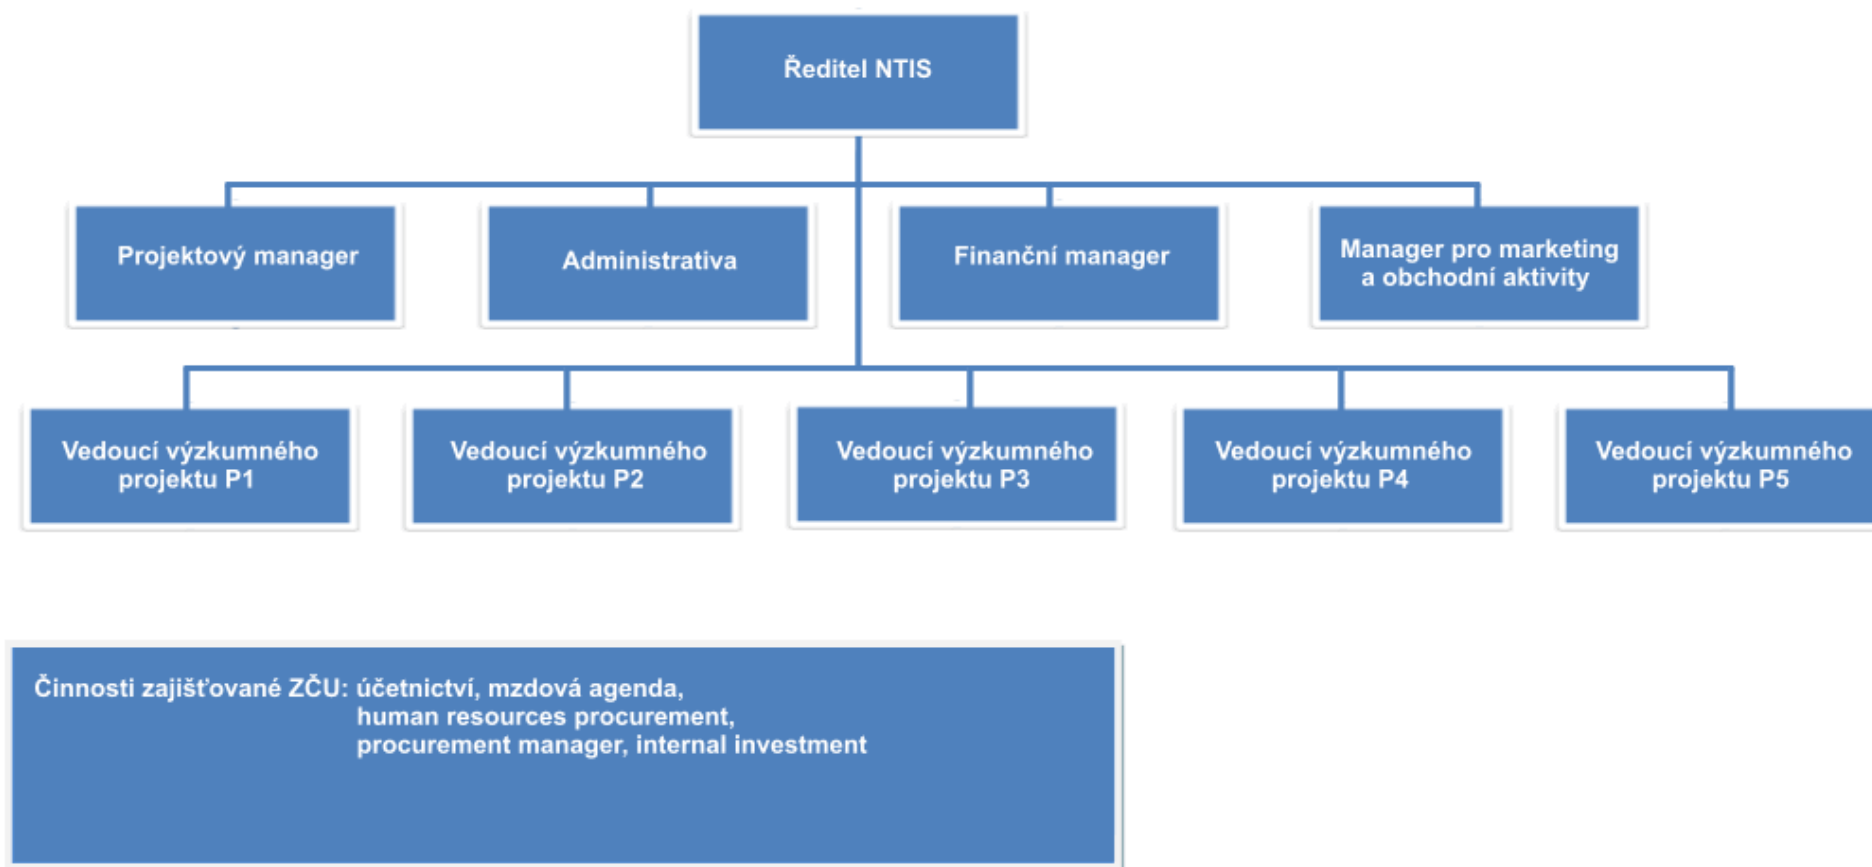 Ředitel NTIS
Projektový manager
Administrativa
Finanční manager
Manager pro marketing
a obchodní aktivity
Vedoucí výzkumného
projektu P1
Vedoucí výzkumného
projektu P2
Vedoucí výzkumného
projektu P3
Vedoucí výzkumného
projektu P4
Vedoucí výzkumného
projektu P5
Činnosti zajišťované ZČU: účetnictví, mzdová agenda,
human resources procurement,
procurement manager, internal investment